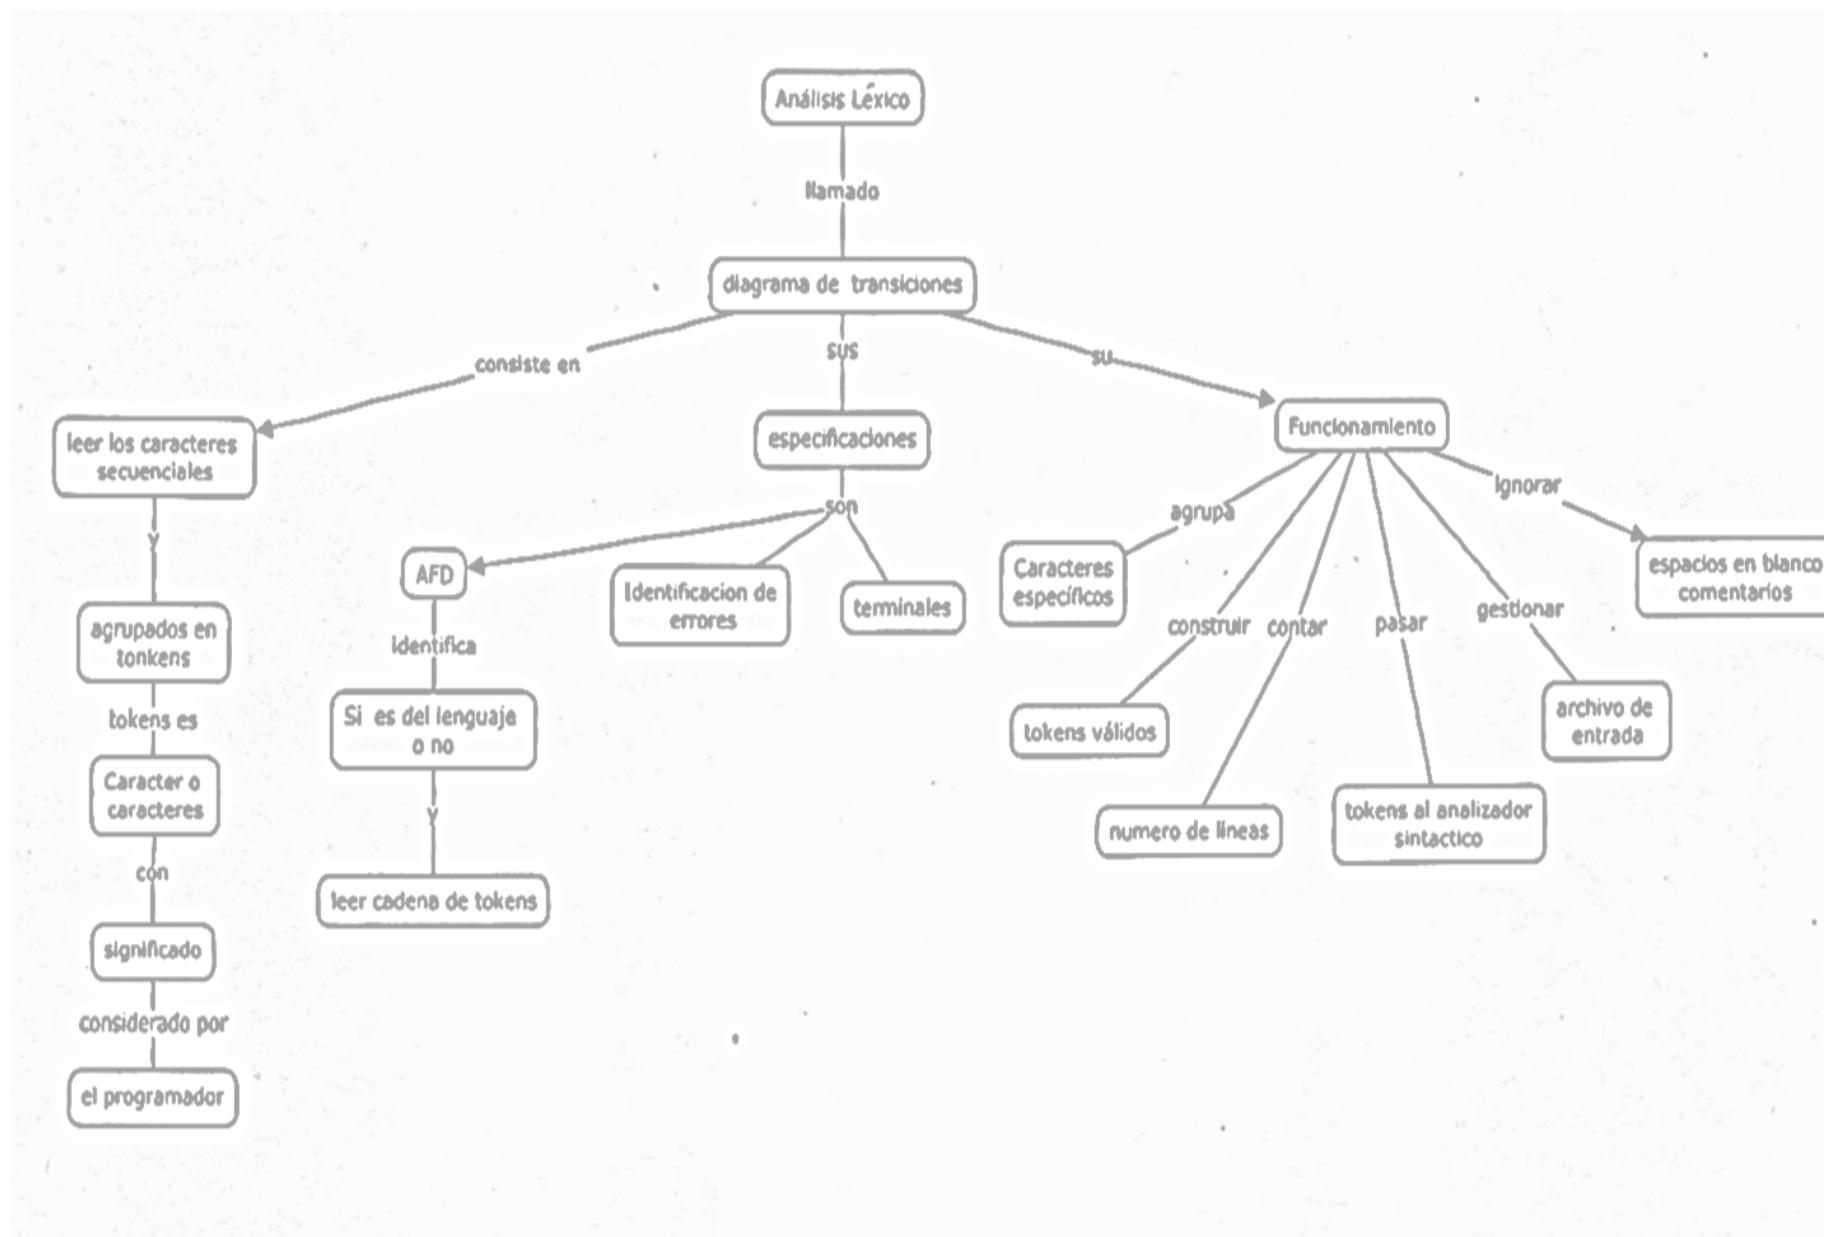 Análisis Léxico
llamado
diagrama de transiciones
consiste en
sus
su
leer los caracteres
secuenciales
y
agrupados en
tonkens
tokens es
Caracter o
caracteres
con
significado
considerado por
el programador
especificaciones
son
AFD
Identifica
Si es del lenguaje
o no
y
leer cadena de tokens
Identificacion de
errores
terminales
Funcionamiento
agrupa
Caracteres
específicos
construir
tokens válidos
contar
numero de líneas
pasar
tokens al analizador
sintactico
gestionar
archivo de
entrada
Ignorar
espacios en blanco
comentarios